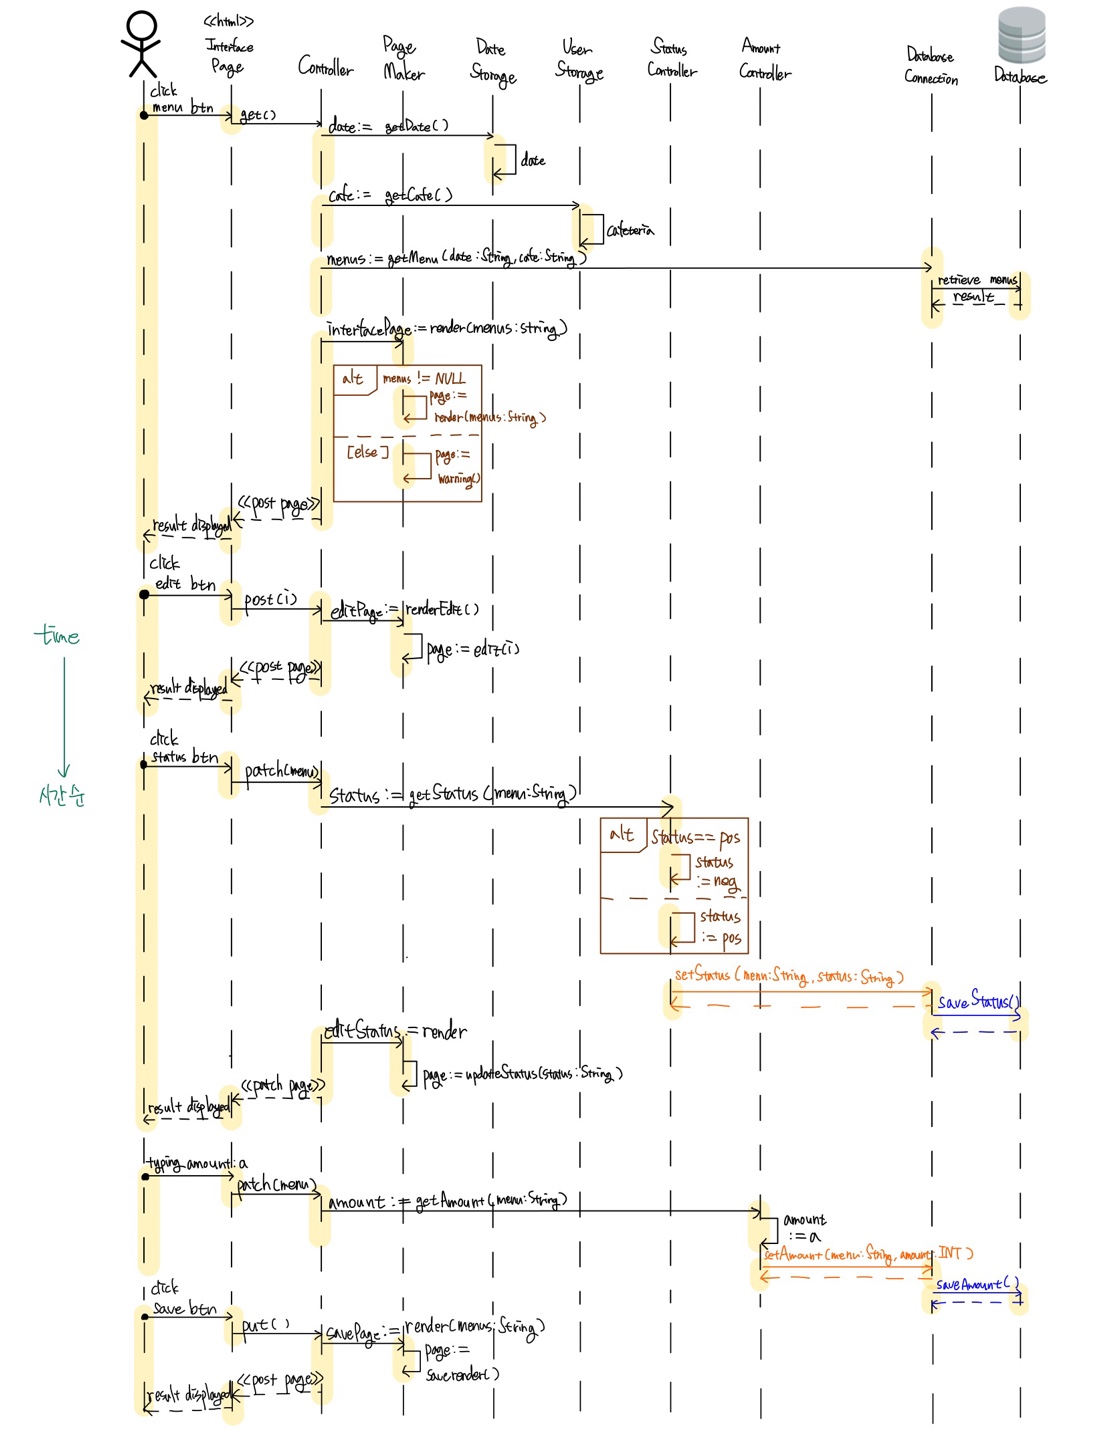 <<html>>
Interface
Page
Controller
Page
Maker
Date
Storage
User
Storage
Status
Controller
Amount
Controller
Database
Connection
Database
click
menu btn
get()
date:= getDate()
date
cafe:= getCafe()
cafeteria
menus:= getMenu(date:String, cafe:String)
retrieve menus
result
interfacePage:= render(menus:string)
alt
menus != NULL
page:=
render(menus:String)
[else]
page:=
warning()
<<post page>>
result displayed
click
edit btn
post(i)
editPage:= renderEdit()
page:= edit(i)
<<post page>>
result displayed
time
시간순
click
status btn
patch(menu)
status:= getStatus(menu:String)
alt
status== pos
status
:= neg
status
:= pos
setStatus(menu:String, status:String)
saveStatus()
editStatus = render
page:= updateStatus(status:String)
<<patch page>>
result displayed
typing amount:a
patch(menu)
amount:= getAmount(menu:String)
amount
:= a
setAmount(menu:String, amount:INT)
saveAmount()
click
save btn
put()
savePage:= render(menus:String)
page:=
saverender()
<<post page>>
result displayed